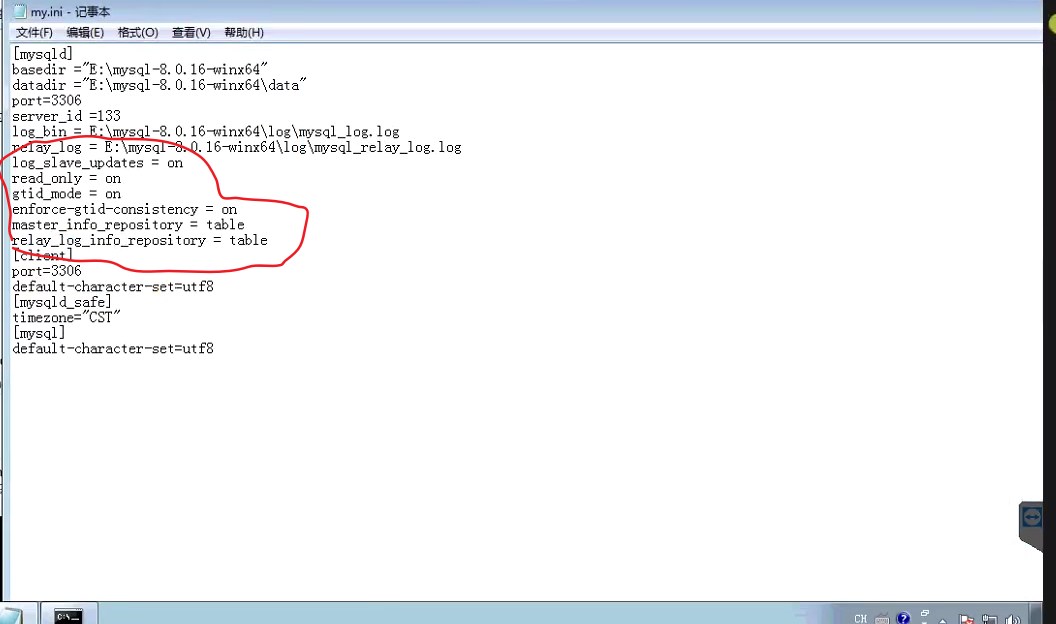 my.ini - 记事本
文件(F) 编辑(E) 格式(O) 查看(V) 帮助(H)
[mysqld]
basedir ="E:\mysql-8.0.16-winx64"
datadir ="E:\mysql-8.0.16-winx64\data"
port=3306
server_id =133
log_bin = E:\mysql-8.0.16-winx64\log\mysql_log.log
relay_log = E:\mysql-8.0.16-winx64\log\mysql_relay_log.log
log_slave_updates = on
read_only = on
gtid_mode = on
enforce-gtid-consistency = on
master_info_repository = table
relay_log_info_repository = table
[client]
port=3306
default-character-set=utf8
[mysqld_safe]
timezone="CST"
[mysql]
default-character-set=utf8
CH